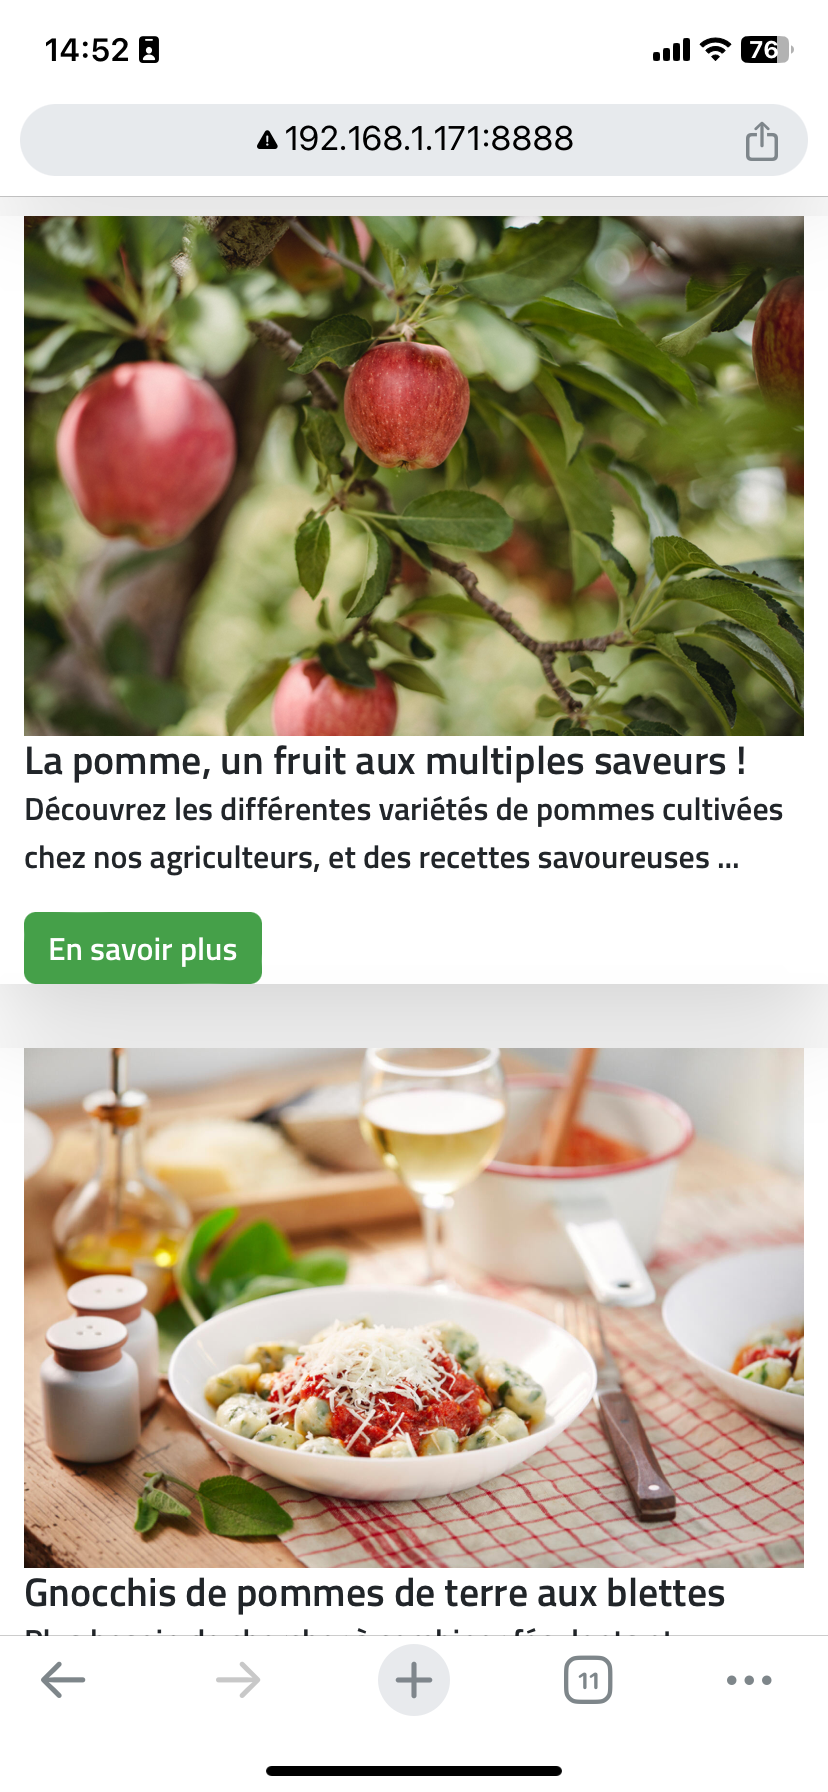 14:52
76
192.168.1.171:8888
La pomme, un fruit aux multiples saveurs !
Découvrez les différentes variétés de pommes cultivées
chez nos agriculteurs, et des recettes savoureuses ...
En savoir plus
Gnocchis de pommes de terre aux blettes
11